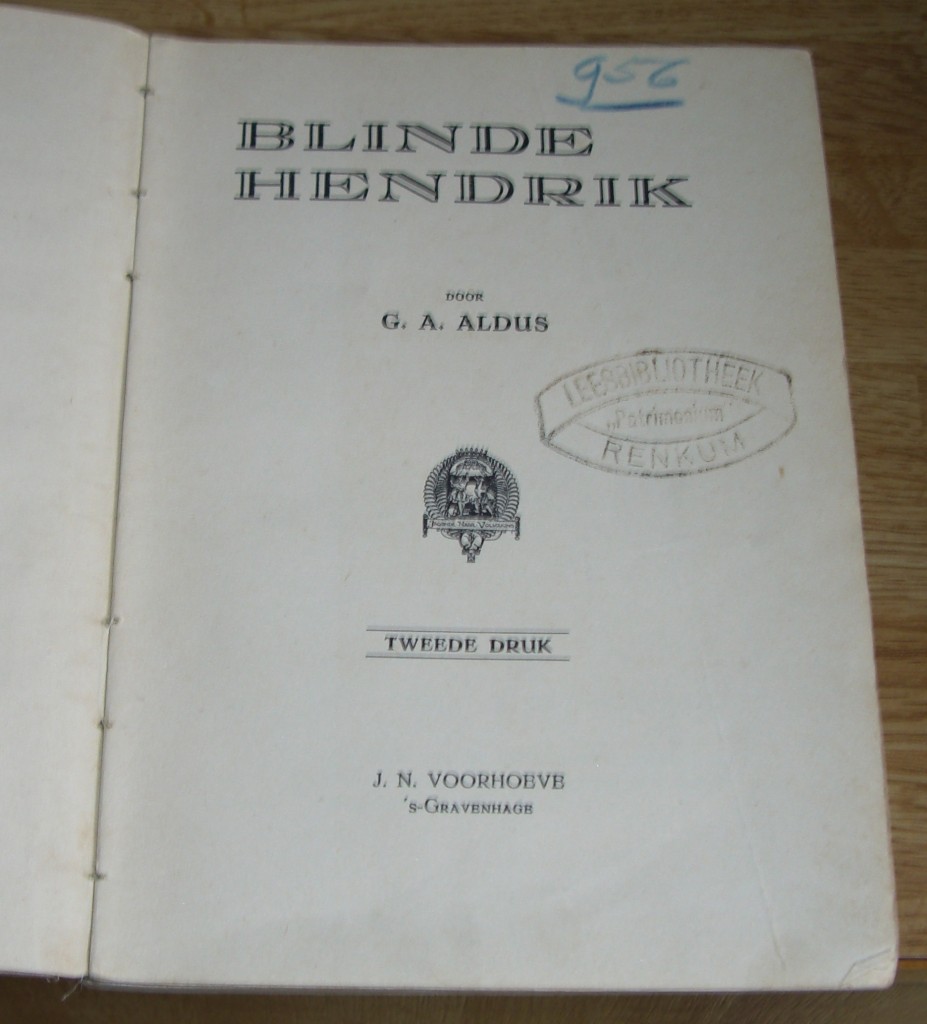 956
BLINDE
HENDRIK
DOOR
G. A. ALDUS
LEESBIBLIOTHEEK
„Patrimonium"
RENKUM
TWEEDE DRUK
J. N. VOORHOEVE
's-GRAVENHAGE